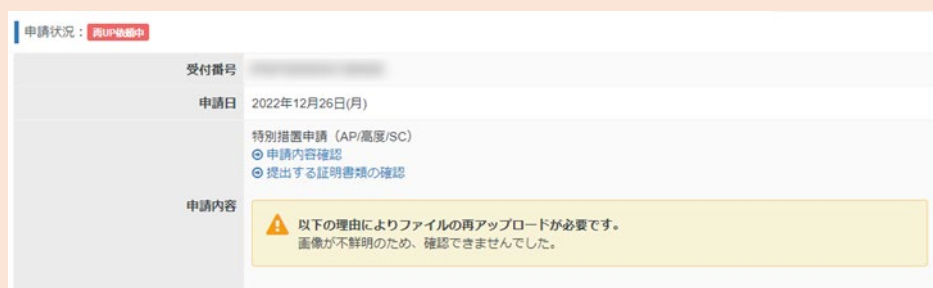 申請状況：再UP依頼中
受付番号
申請日 2022年12月26日(月)
特別措置申請（AP/高度/SC）
申請内容確認
提出する証明書類の確認
申請内容
以下の理由によりファイルの再アップロードが必要です。
画像が不鮮明のため、確認できませんでした。